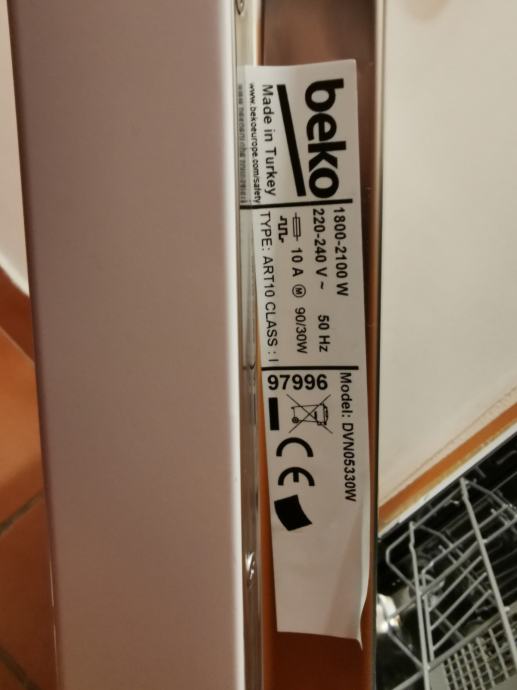 beko
Made in Turkey
www.bekoeurope.com/safety
1800-2100 W
220-240 V ~ 50 Hz
10 A M 90/30W
TYPE: ART10 CLASS : I
Model: DVN05330W
97996
CE